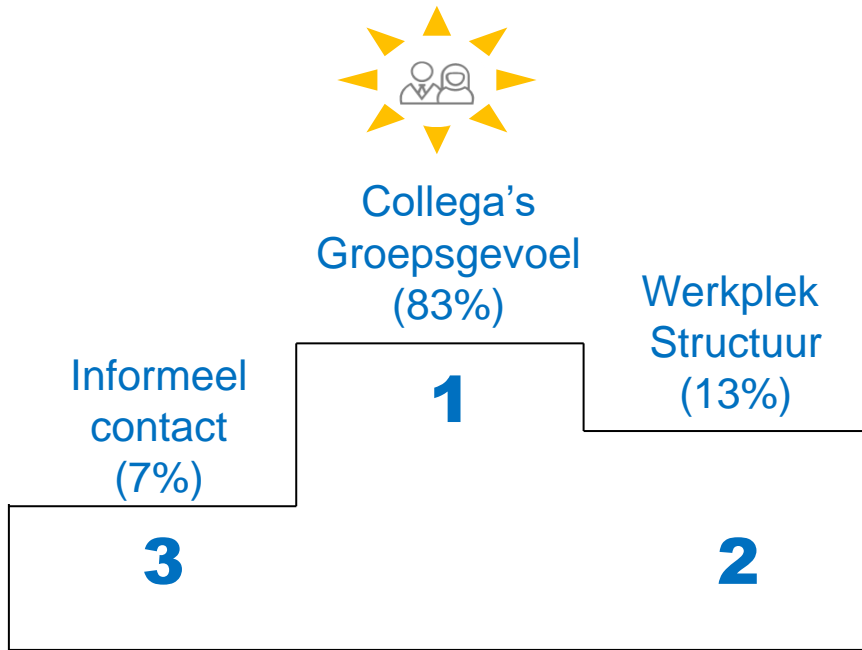 Collega’s
Groepsgevoel
(83%)
1
Werkplek
Structuur
(13%)
2
Informeel
contact
(7%)
3